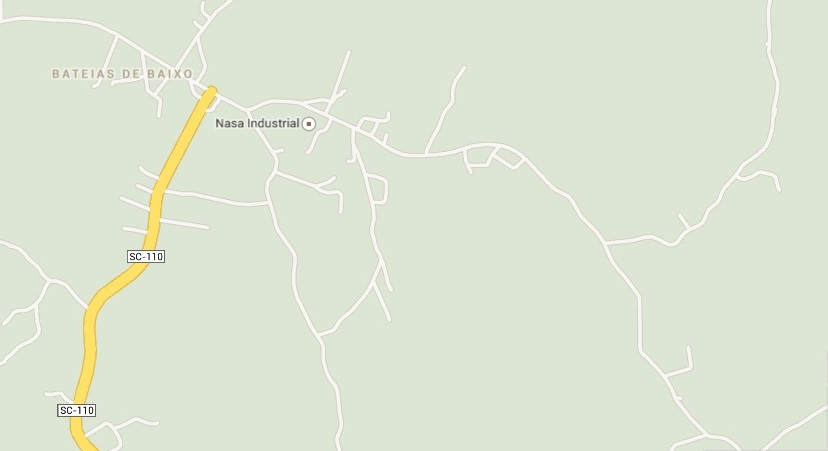 BATEIAS DE BAIXO
Nasa Industrial
SC-110
SC-110